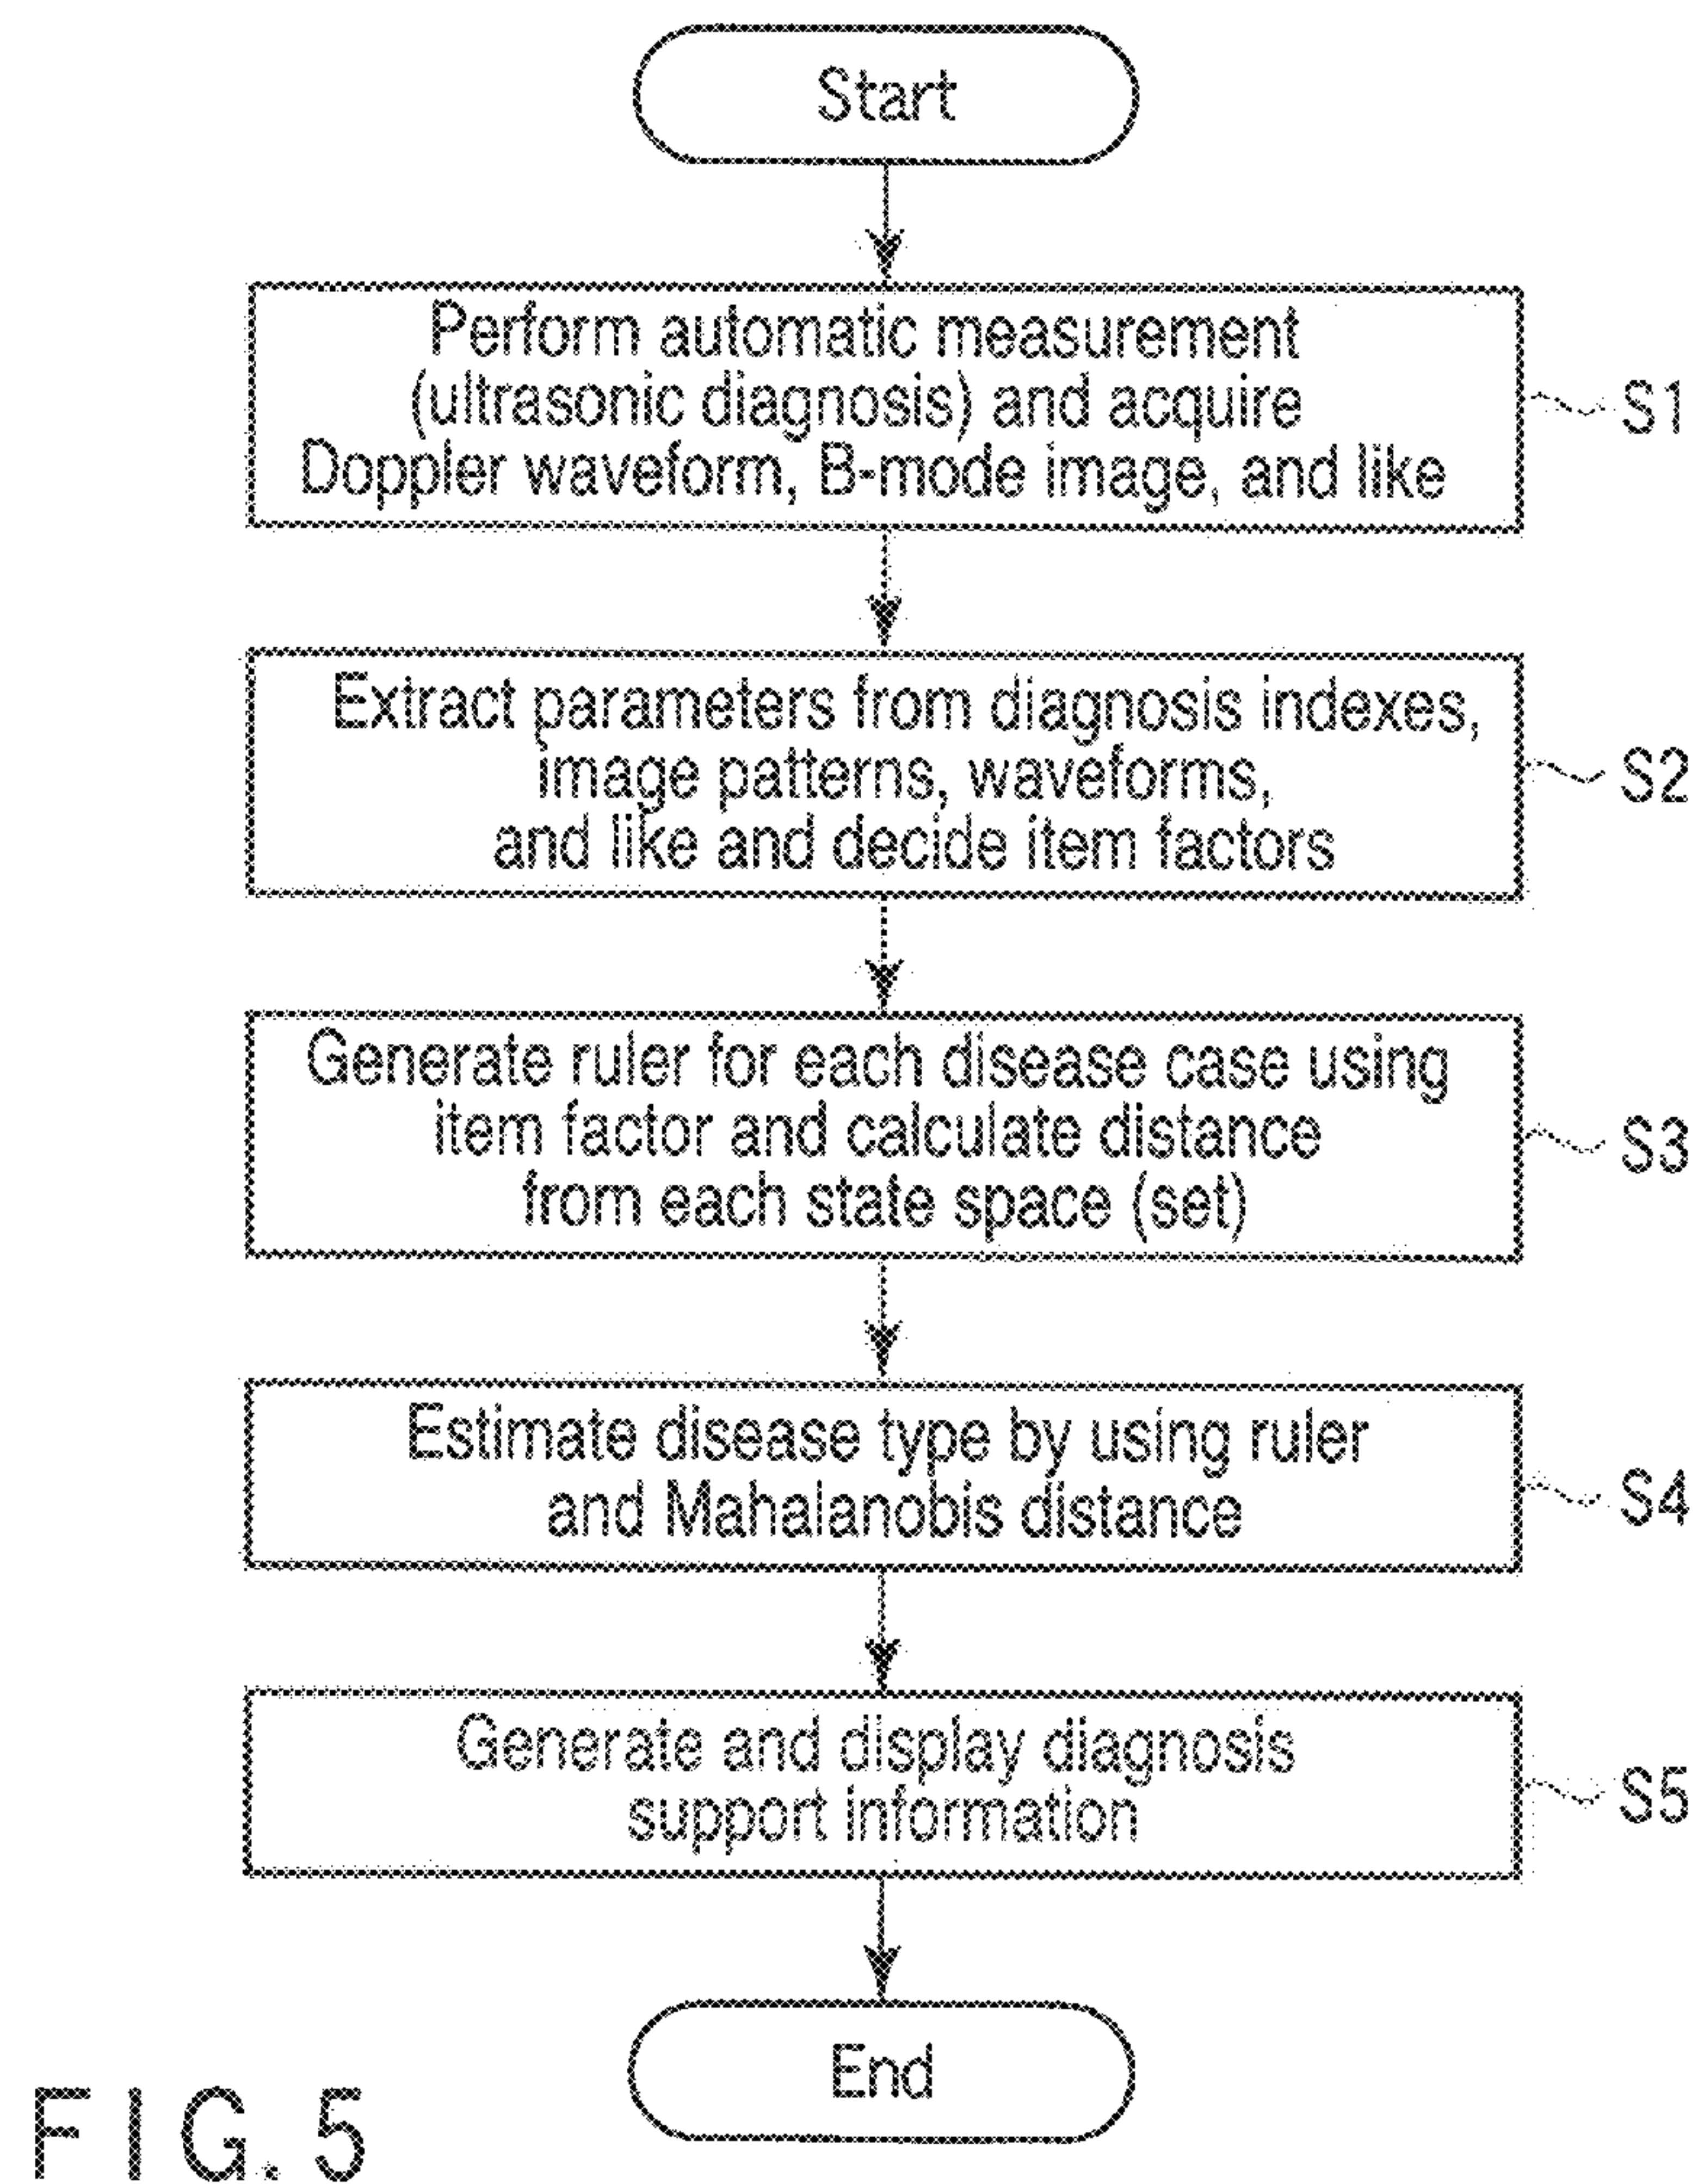 Start
Perform automatic measurement
(ultrasonic diagnosis) and acquire
Doppler waveform, B-mode image, and like
S1
Extract parameters from diagnosis indexes,
image patterns, waveforms,
and like and decide item factors
S2
Generate ruler for each disease case using
item factor and calculate distance
from each state space (set)
S3
Estimate disease type by using ruler
and Mahalanobis distance
S4
Generate and display diagnosis
support information
S5
End
FIG. 5